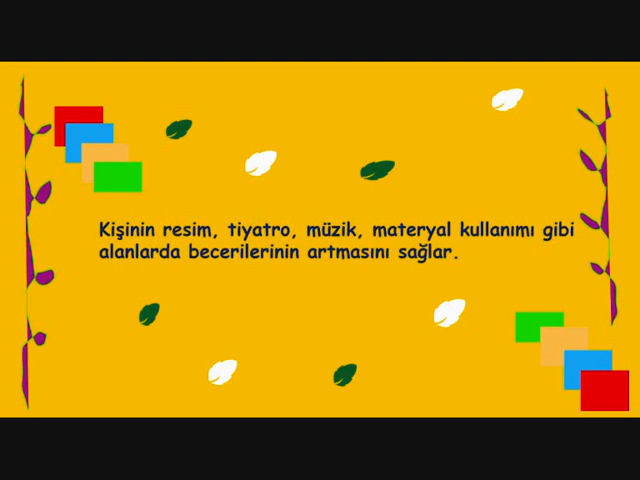 Kişinin resim, tiyatro, müzik, materyal kullanımı gibi
alanlarda becerilerinin artmasını sağlar.